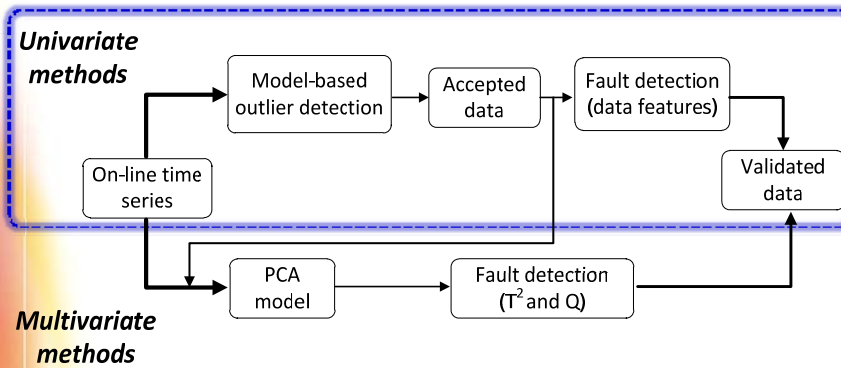 Univariate
methods
Model-based
outlier detection
Accepted
data
Fault detection
(data features)
On-line time
series
Validated
data
PCA
model
Fault detection
(T² and Q)
Multivariate
methods